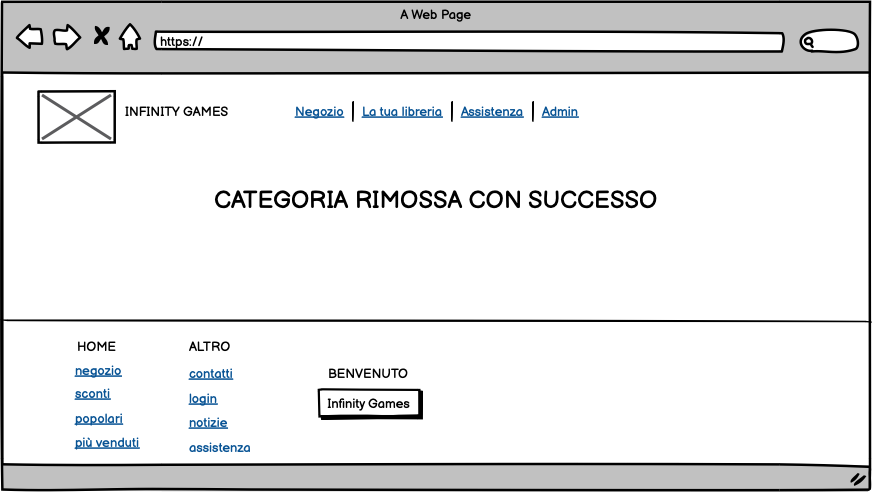 A Web Page
https://
INFINITY GAMES
Negozio | La tua libreria | Assistenza | Admin
CATEGORIA RIMOSSA CON SUCCESSO
HOME
negozio
sconti
popolari
più venduti
ALTRO
contatti
login
notizie
assistenza
BENVENUTO
Infinity Games